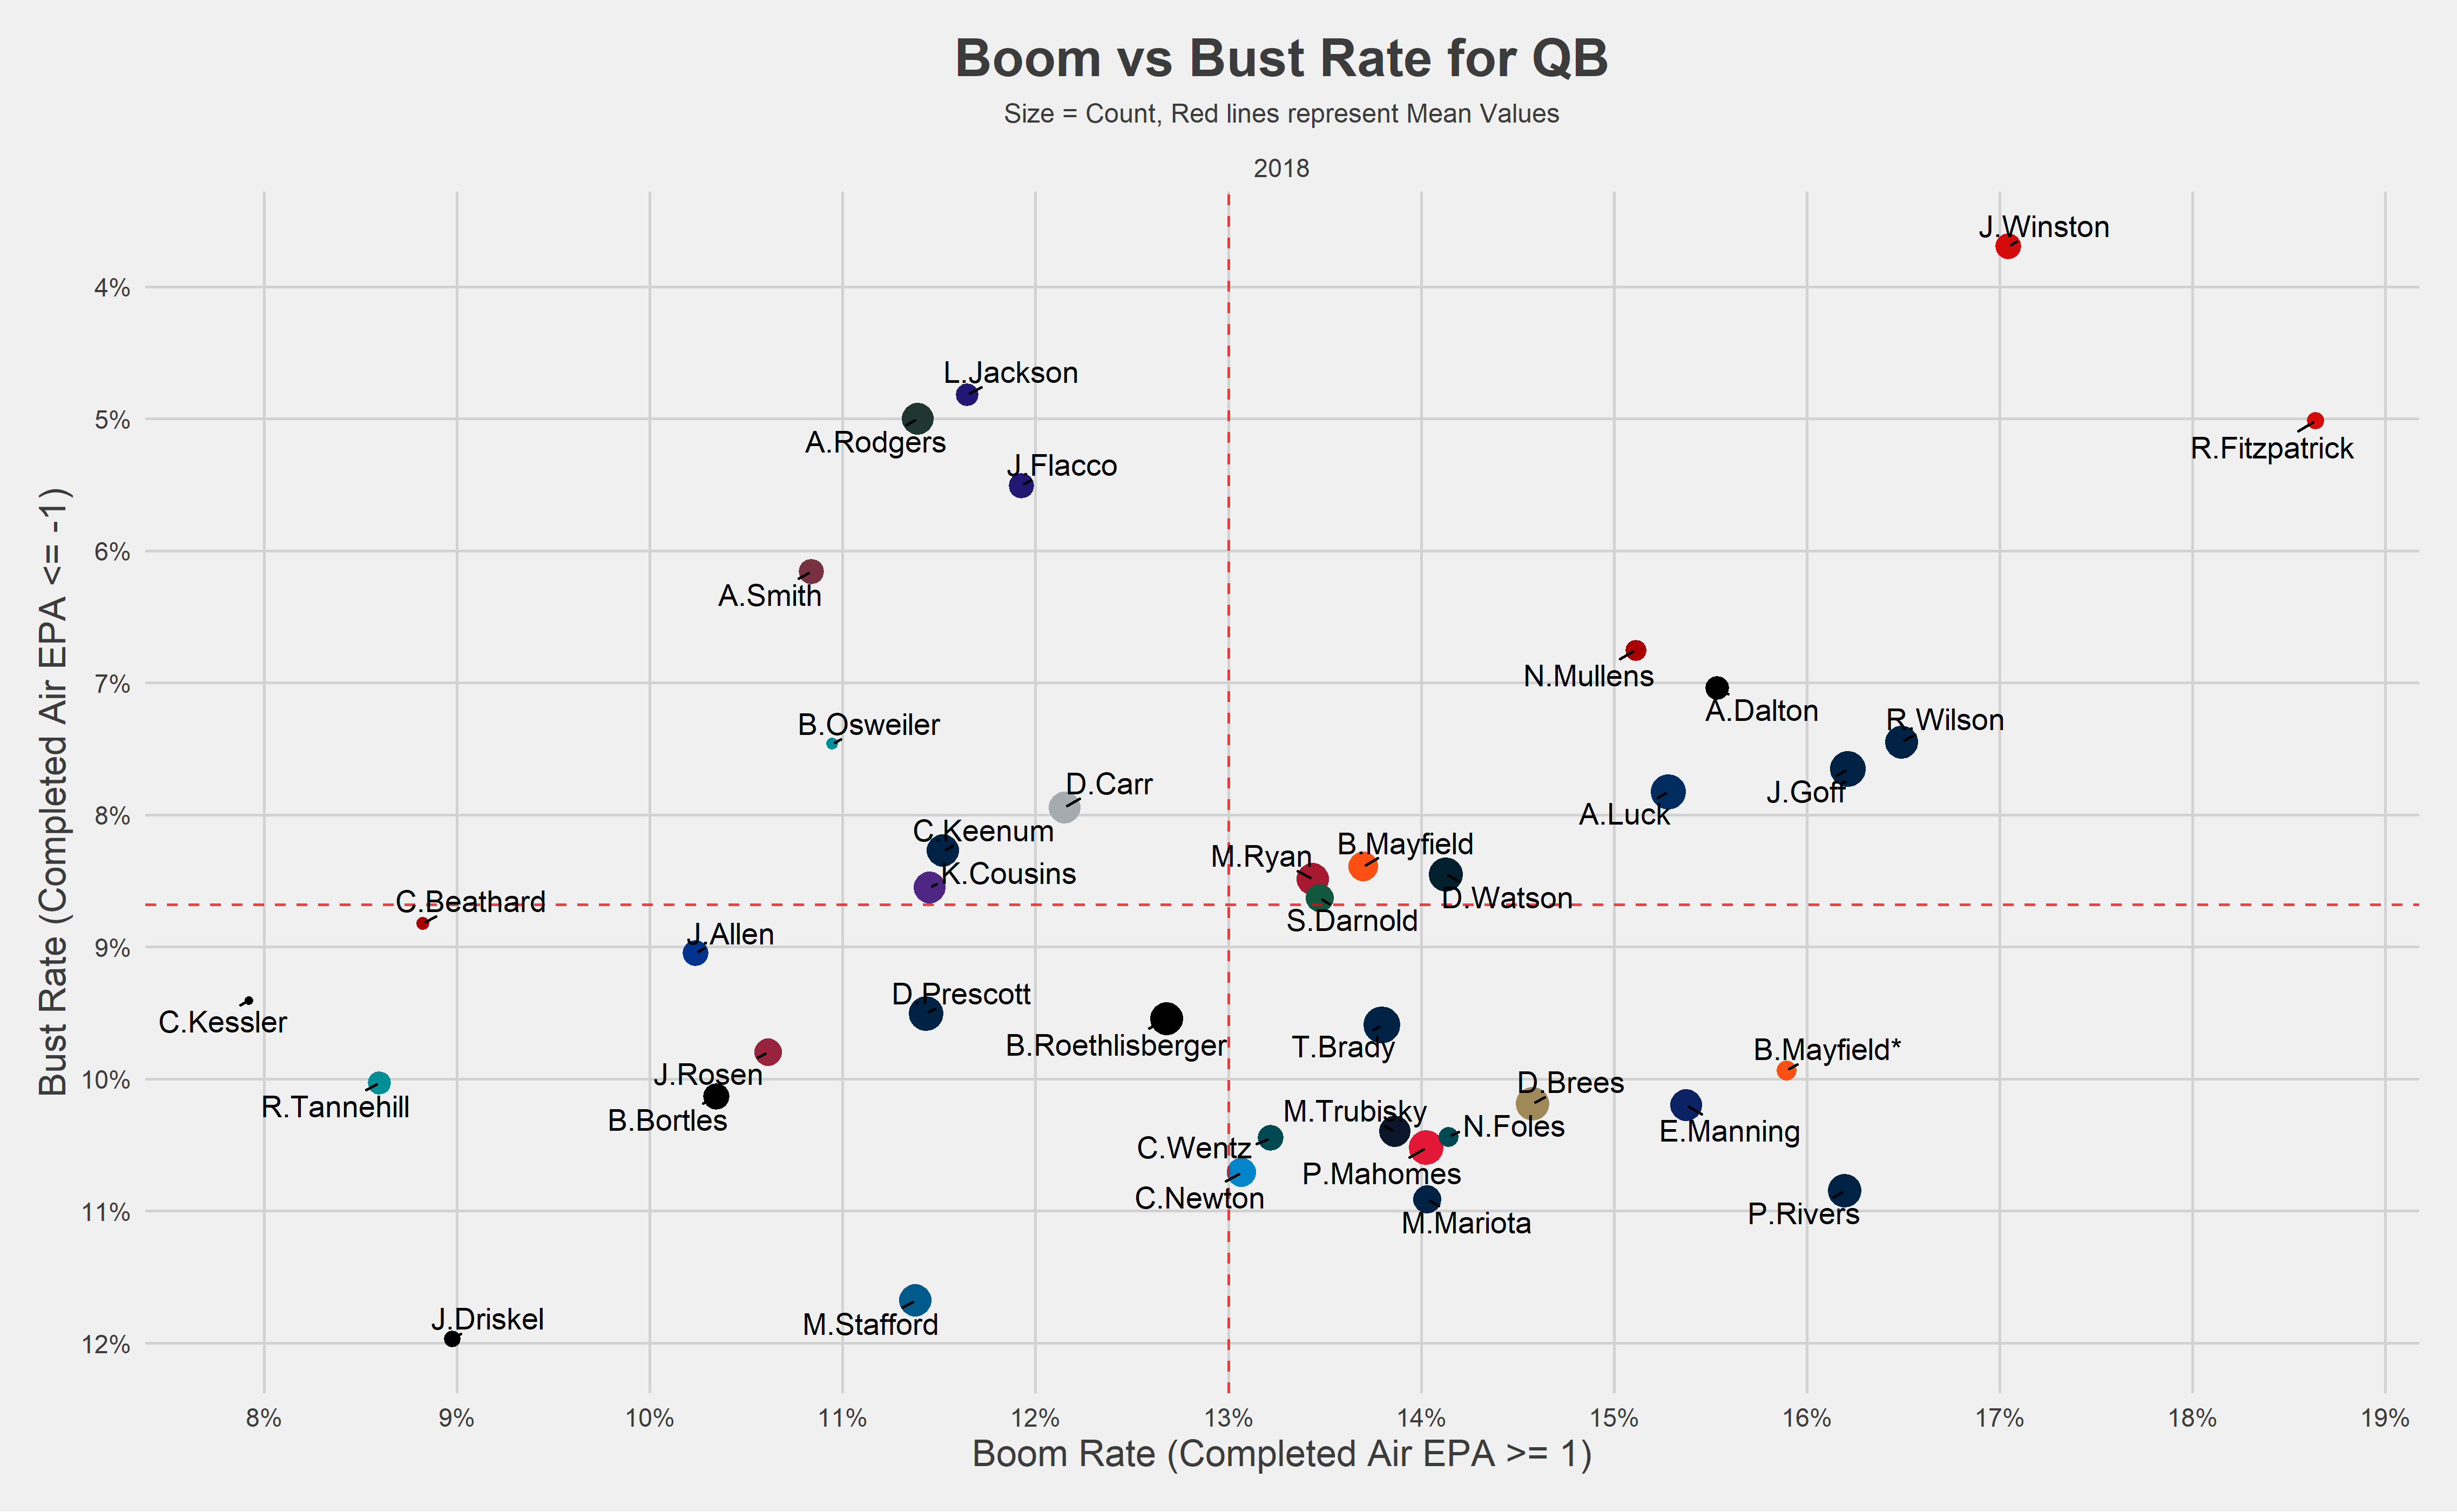 Boom vs Bust Rate for QB
Size = Count, Red lines represent Mean Values
2018
J.Winston
4%
L.Jackson
5%
A.Rodgers
R.Fitzpatrick
J.Flacco
6%
A.Smith
N.Mullens
7%
A.Dalton
R.Wilson
B.Osweiler
D.Carr
J.Goff
8%
A.Luck
C.Keenum
B.Mayfield
M.Ryan
K.Cousins
D.Watson
C.Beathard
S.Darnold
J.Allen
9%
D.Prescott
C.Kessler
B.Roethlisberger
T.Brady
B.Mayfield*
J.Rosen
10%
D.Brees
R.Tannehill
M.Trubisky
B.Bortles
N.Foles
E.Manning
C.Wentz
P.Mahomes
C.Newton
11%
P.Rivers
M.Mariota
J.Driskel
M.Stafford
12%
Bust Rate (Completed Air EPA <= -1)
8% 9% 10% 11% 12% 13% 14% 15% 16% 17% 18% 19%
Boom Rate (Completed Air EPA >= 1)